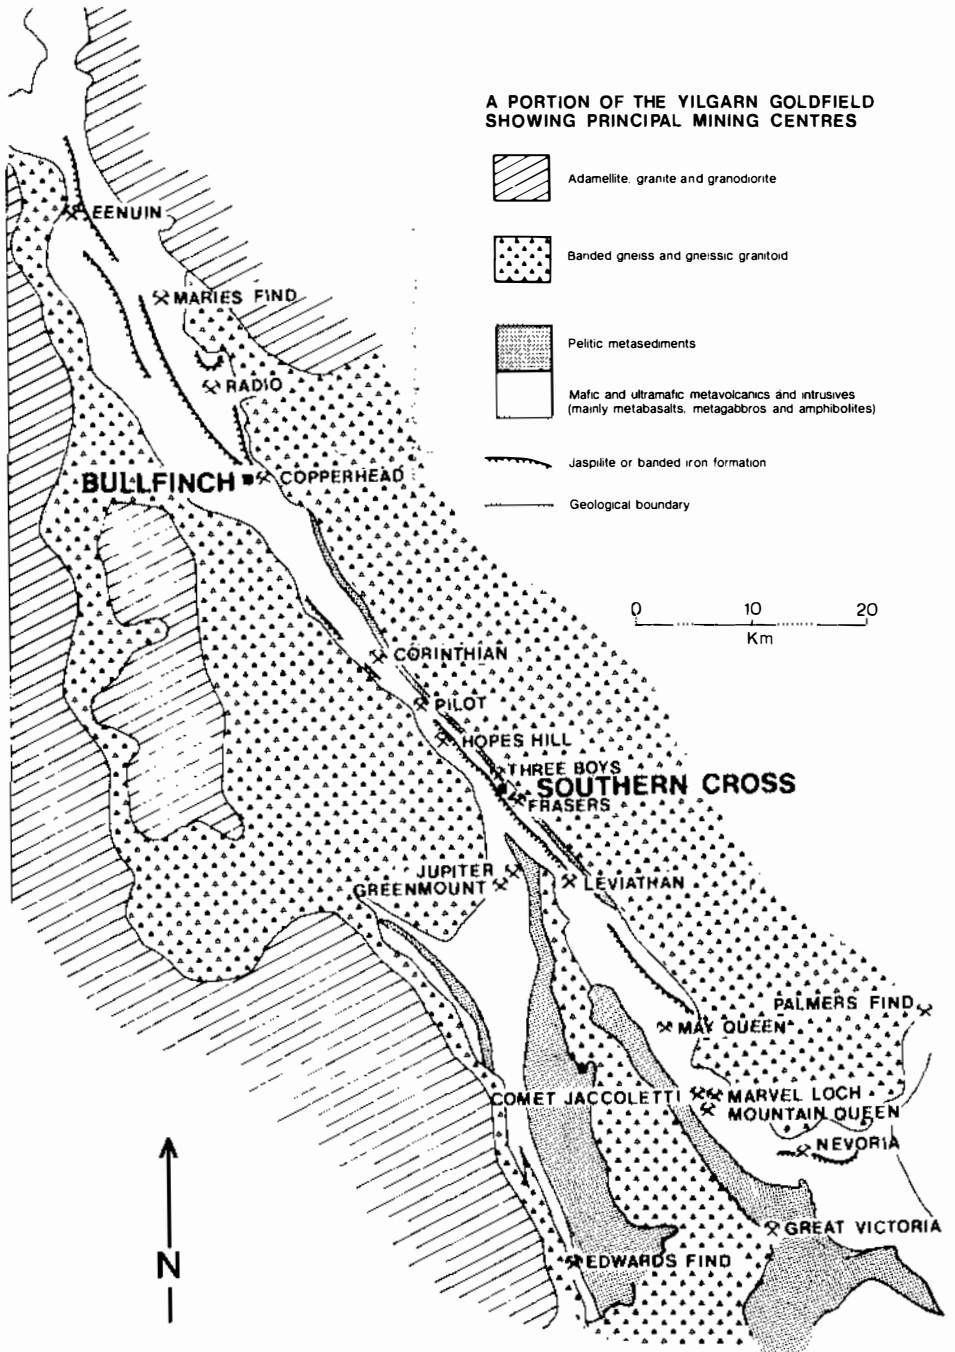 A PORTION OF THE YILGARN GOLDFIELD
SHOWING PRINCIPAL MINING CENTRES
Adamellite, granite and granodiorite
Banded gneiss and gneissic granitoid
Pelitic metasediments
Mafic and ultramafic metavolcanics and intrusives
(mainly metabasalts, metagabbros and amphibolites)
Jaspilite or banded iron formation
Geological boundary
0 10 20
Km
EENUIN
MARIES FIND
RADIO
BULLFINCH
COPPERHEAD
CORINTHIAN
PILOT
HOPES HILL
THREE BOYS
SOUTHERN CROSS
FRASERS
JUPITER
GREENMOUNT
LEVIATHAN
PALMERS FIND
MAY QUEEN
COMET JACCOLETTI
MARVEL LOCH
MOUNTAIN QUEEN
NEVORIA
GREAT VICTORIA
EDWARDS FIND
N